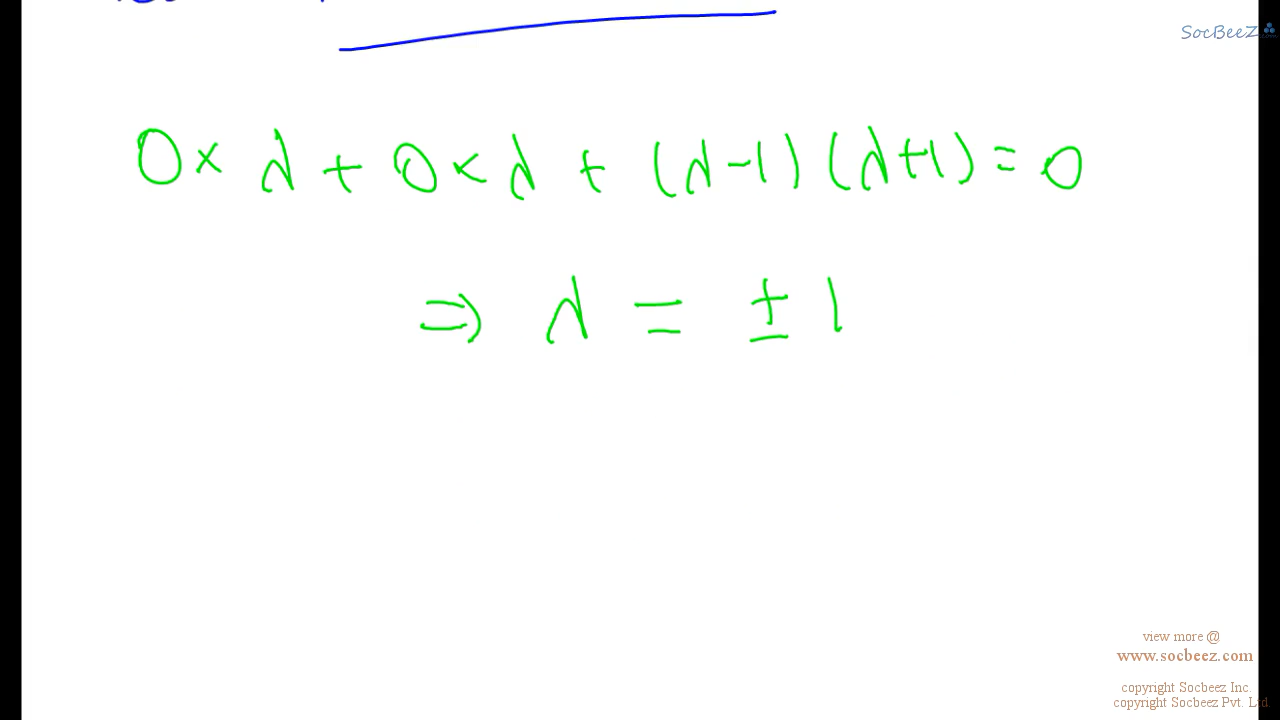 SocBeeZ.com
0 × λ + 0 × λ + (λ-1) (λ+1) = 0
⇒ λ = ± 1
view more @
www.socbeez.com
copyright Socbeez Inc.
copyright Socbeez Pvt. Ltd.